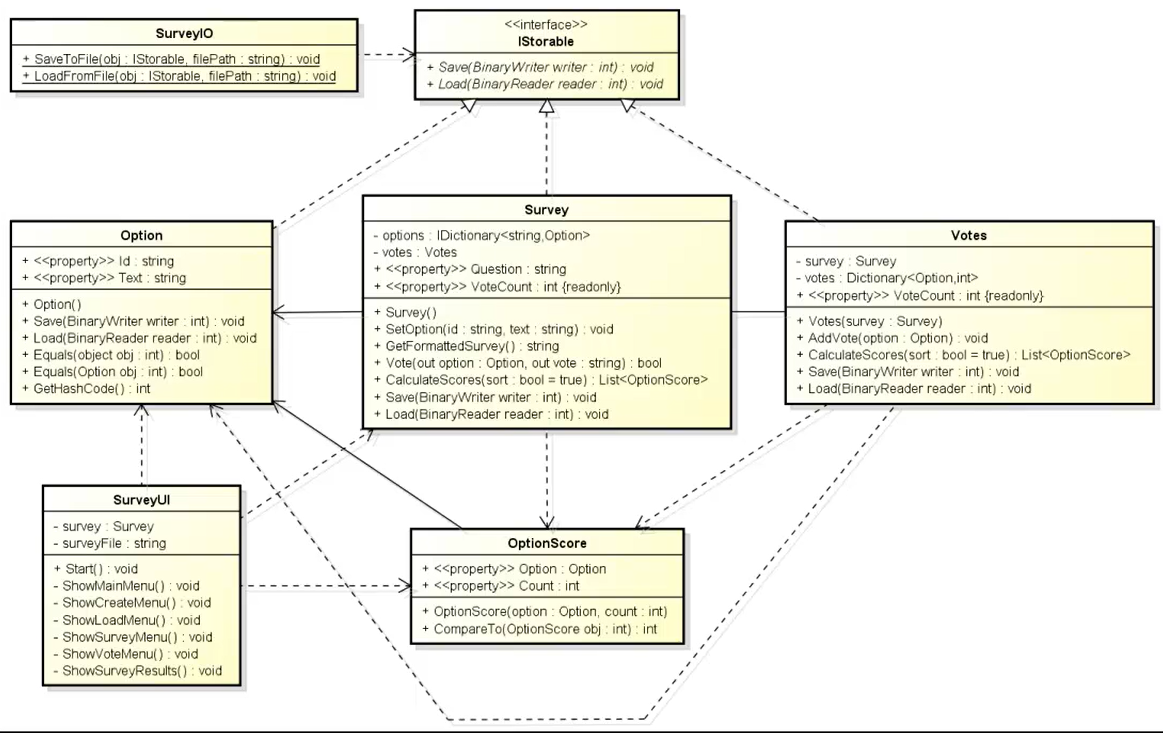 SurveyIO
+ SaveToFile(obj : IStorable, filePath : string) : void
+ LoadFromFile(obj : IStorable, filePath : string) : void
<<interface>>
IStorable
+ Save(BinaryWriter writer : int) : void
+ Load(BinaryReader reader : int) : void
Option
+ <<property>> Id : string
+ <<property>> Text : string
+ Option()
+ Save(BinaryWriter writer : int) : void
+ Load(BinaryReader reader : int) : void
+ Equals(object obj : int) : bool
+ Equals(Option obj : int) : bool
+ GetHashCode() : int
Survey
- options : IDictionary<string,Option>
- votes : Votes
+ <<property>> Question : string
+ <<property>> VoteCount : int {readonly}
+ Survey()
+ SetOption(id : string, text : string) : void
+ GetFormattedSurvey() : string
+ Vote(out option : Option, out vote : string) : bool
+ CalculateScores(sort : bool = true) : List<OptionScore>
+ Save(BinaryWriter writer : int) : void
+ Load(BinaryReader reader : int) : void
Votes
- survey : Survey
- votes : Dictionary<Option,int>
+ <<property>> VoteCount : int {readonly}
+ Votes(survey : Survey)
+ AddVote(option : Option) : void
+ CalculateScores(sort : bool = true) : List<OptionScore>
+ Save(BinaryWriter writer : int) : void
+ Load(BinaryReader reader : int) : void
SurveyUI
- survey : Survey
- surveyFile : string
+ Start() : void
- ShowMainMenu() : void
- ShowCreateMenu() : void
- ShowLoadMenu() : void
- ShowSurveyMenu() : void
- ShowVoteMenu() : void
- ShowSurveyResults() : void
OptionScore
+ <<property>> Option : Option
+ <<property>> Count : int
+ OptionScore(option : Option, count : int)
+ CompareTo(OptionScore obj : int) : int